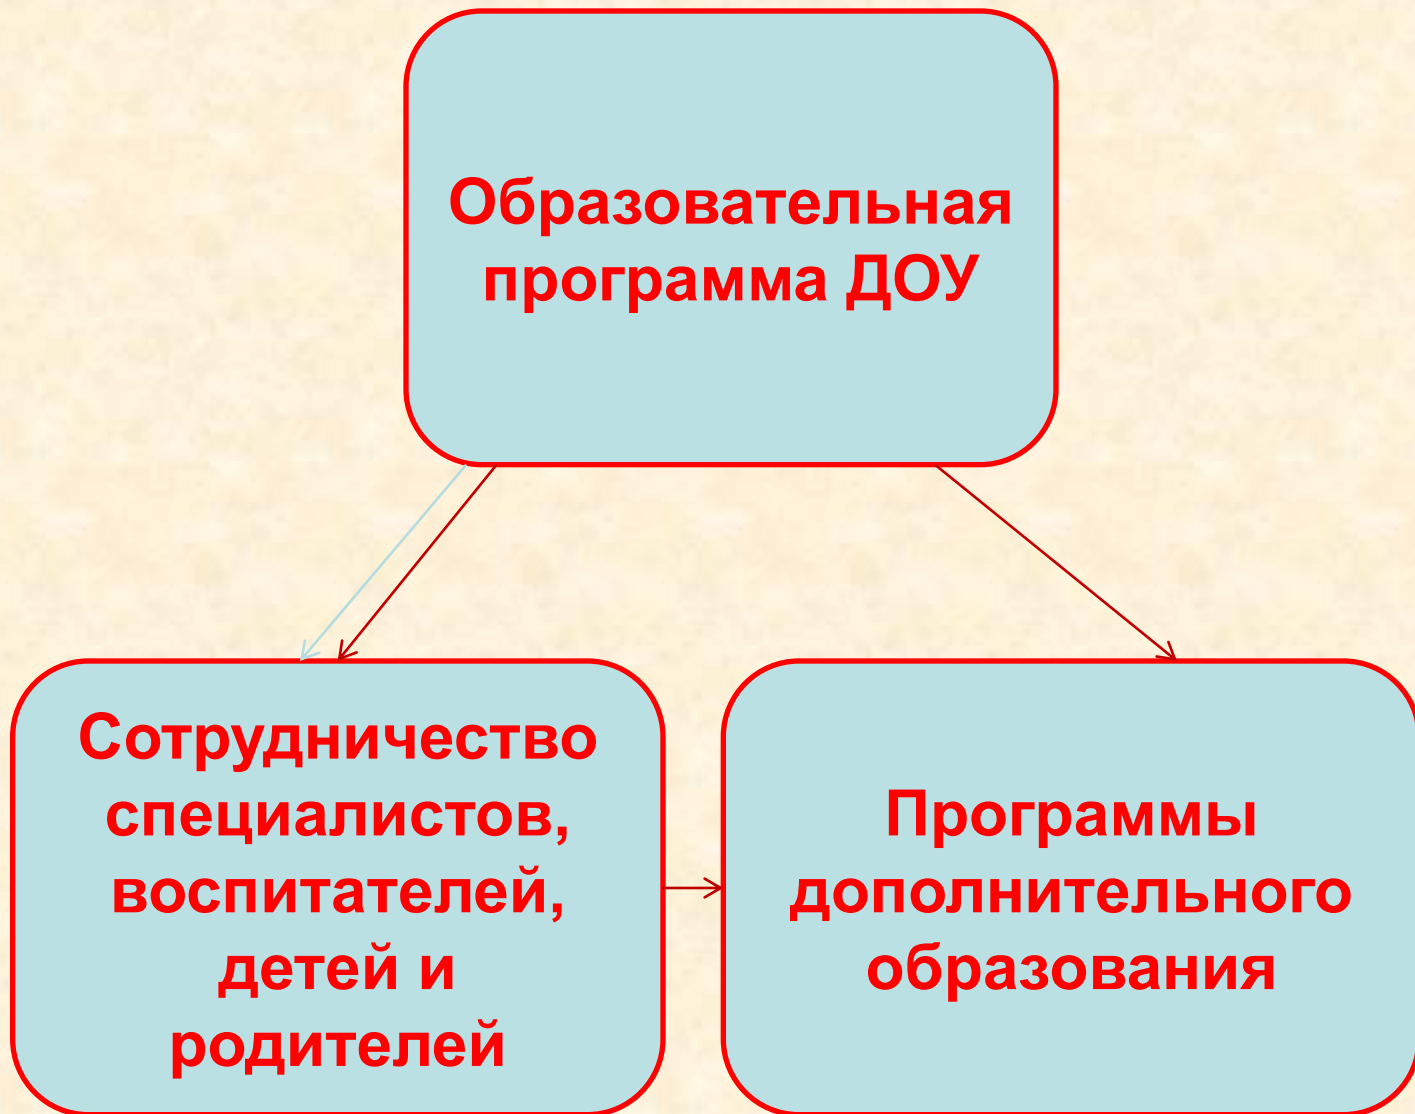 Образовательная
программа ДОУ
Сотрудничество
специалистов,
воспитателей,
детей и
родителей
Программы
дополнительного
образования